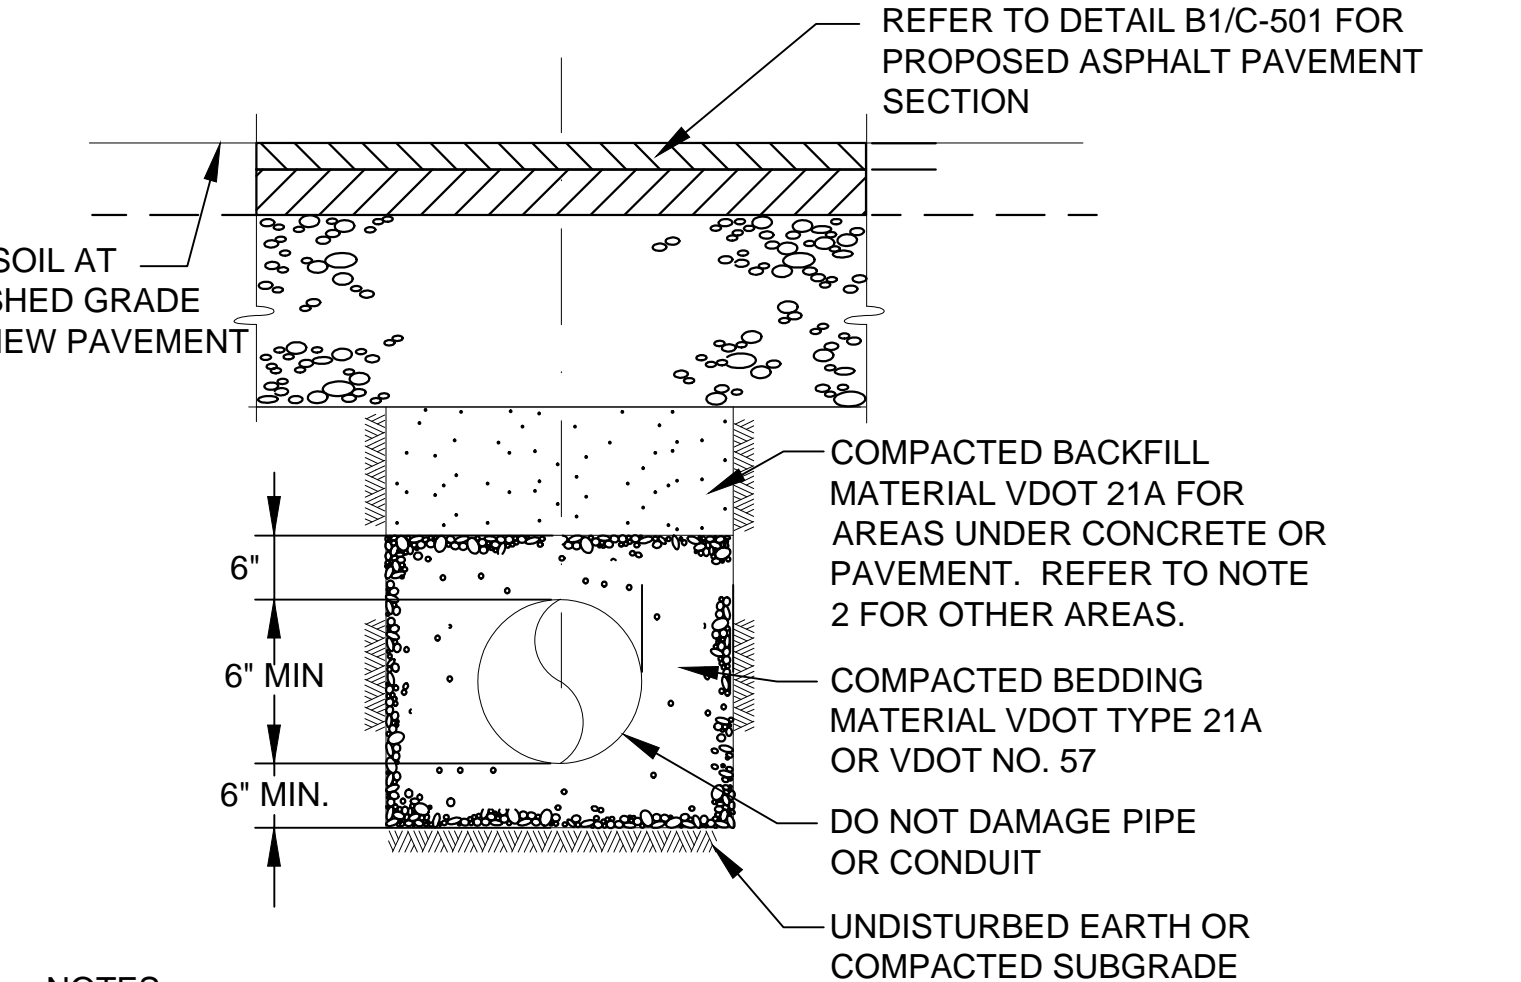 REFER TO DETAIL B1/C-501 FOR
PROPOSED ASPHALT PAVEMENT
SECTION
SOIL AT
SHED GRADE
NEW PAVEMENT
COMPACTED BACKFILL
MATERIAL VDOT 21A FOR
AREAS UNDER CONCRETE OR
PAVEMENT. REFER TO NOTE
2 FOR OTHER AREAS.
6"
6" MIN
6" MIN.
COMPACTED BEDDING
MATERIAL VDOT TYPE 21A
OR VDOT NO. 57
DO NOT DAMAGE PIPE
OR CONDUIT
UNDISTURBED EARTH OR
COMPACTED SUBGRADE
NOTES